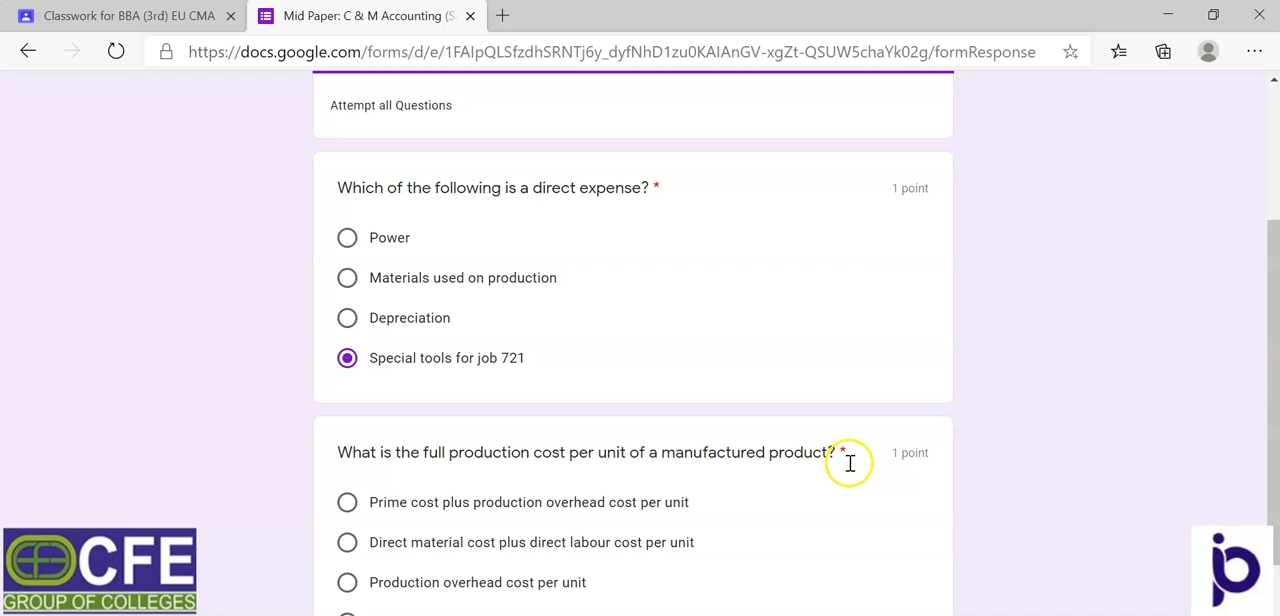 Classwork for BBA (3rd) EU CMA
Mid Paper: C & M Accounting (S
https://docs.google.com/forms/d/e/1FAIpQLSfzdhSRNTj6y_dyfNhD1zu0KAIAnGV-xgZt-QSUW5chaYk02g/formResponse
Attempt all Questions
Which of the following is a direct expense? *
1 point
Power
Materials used on production
Depreciation
Special tools for job 721
What is the full production cost per unit of a manufactured product? *
1 point
Prime cost plus production overhead cost per unit
Direct material cost plus direct labour cost per unit
Production overhead cost per unit
CFE
GROUP OF COLLEGES